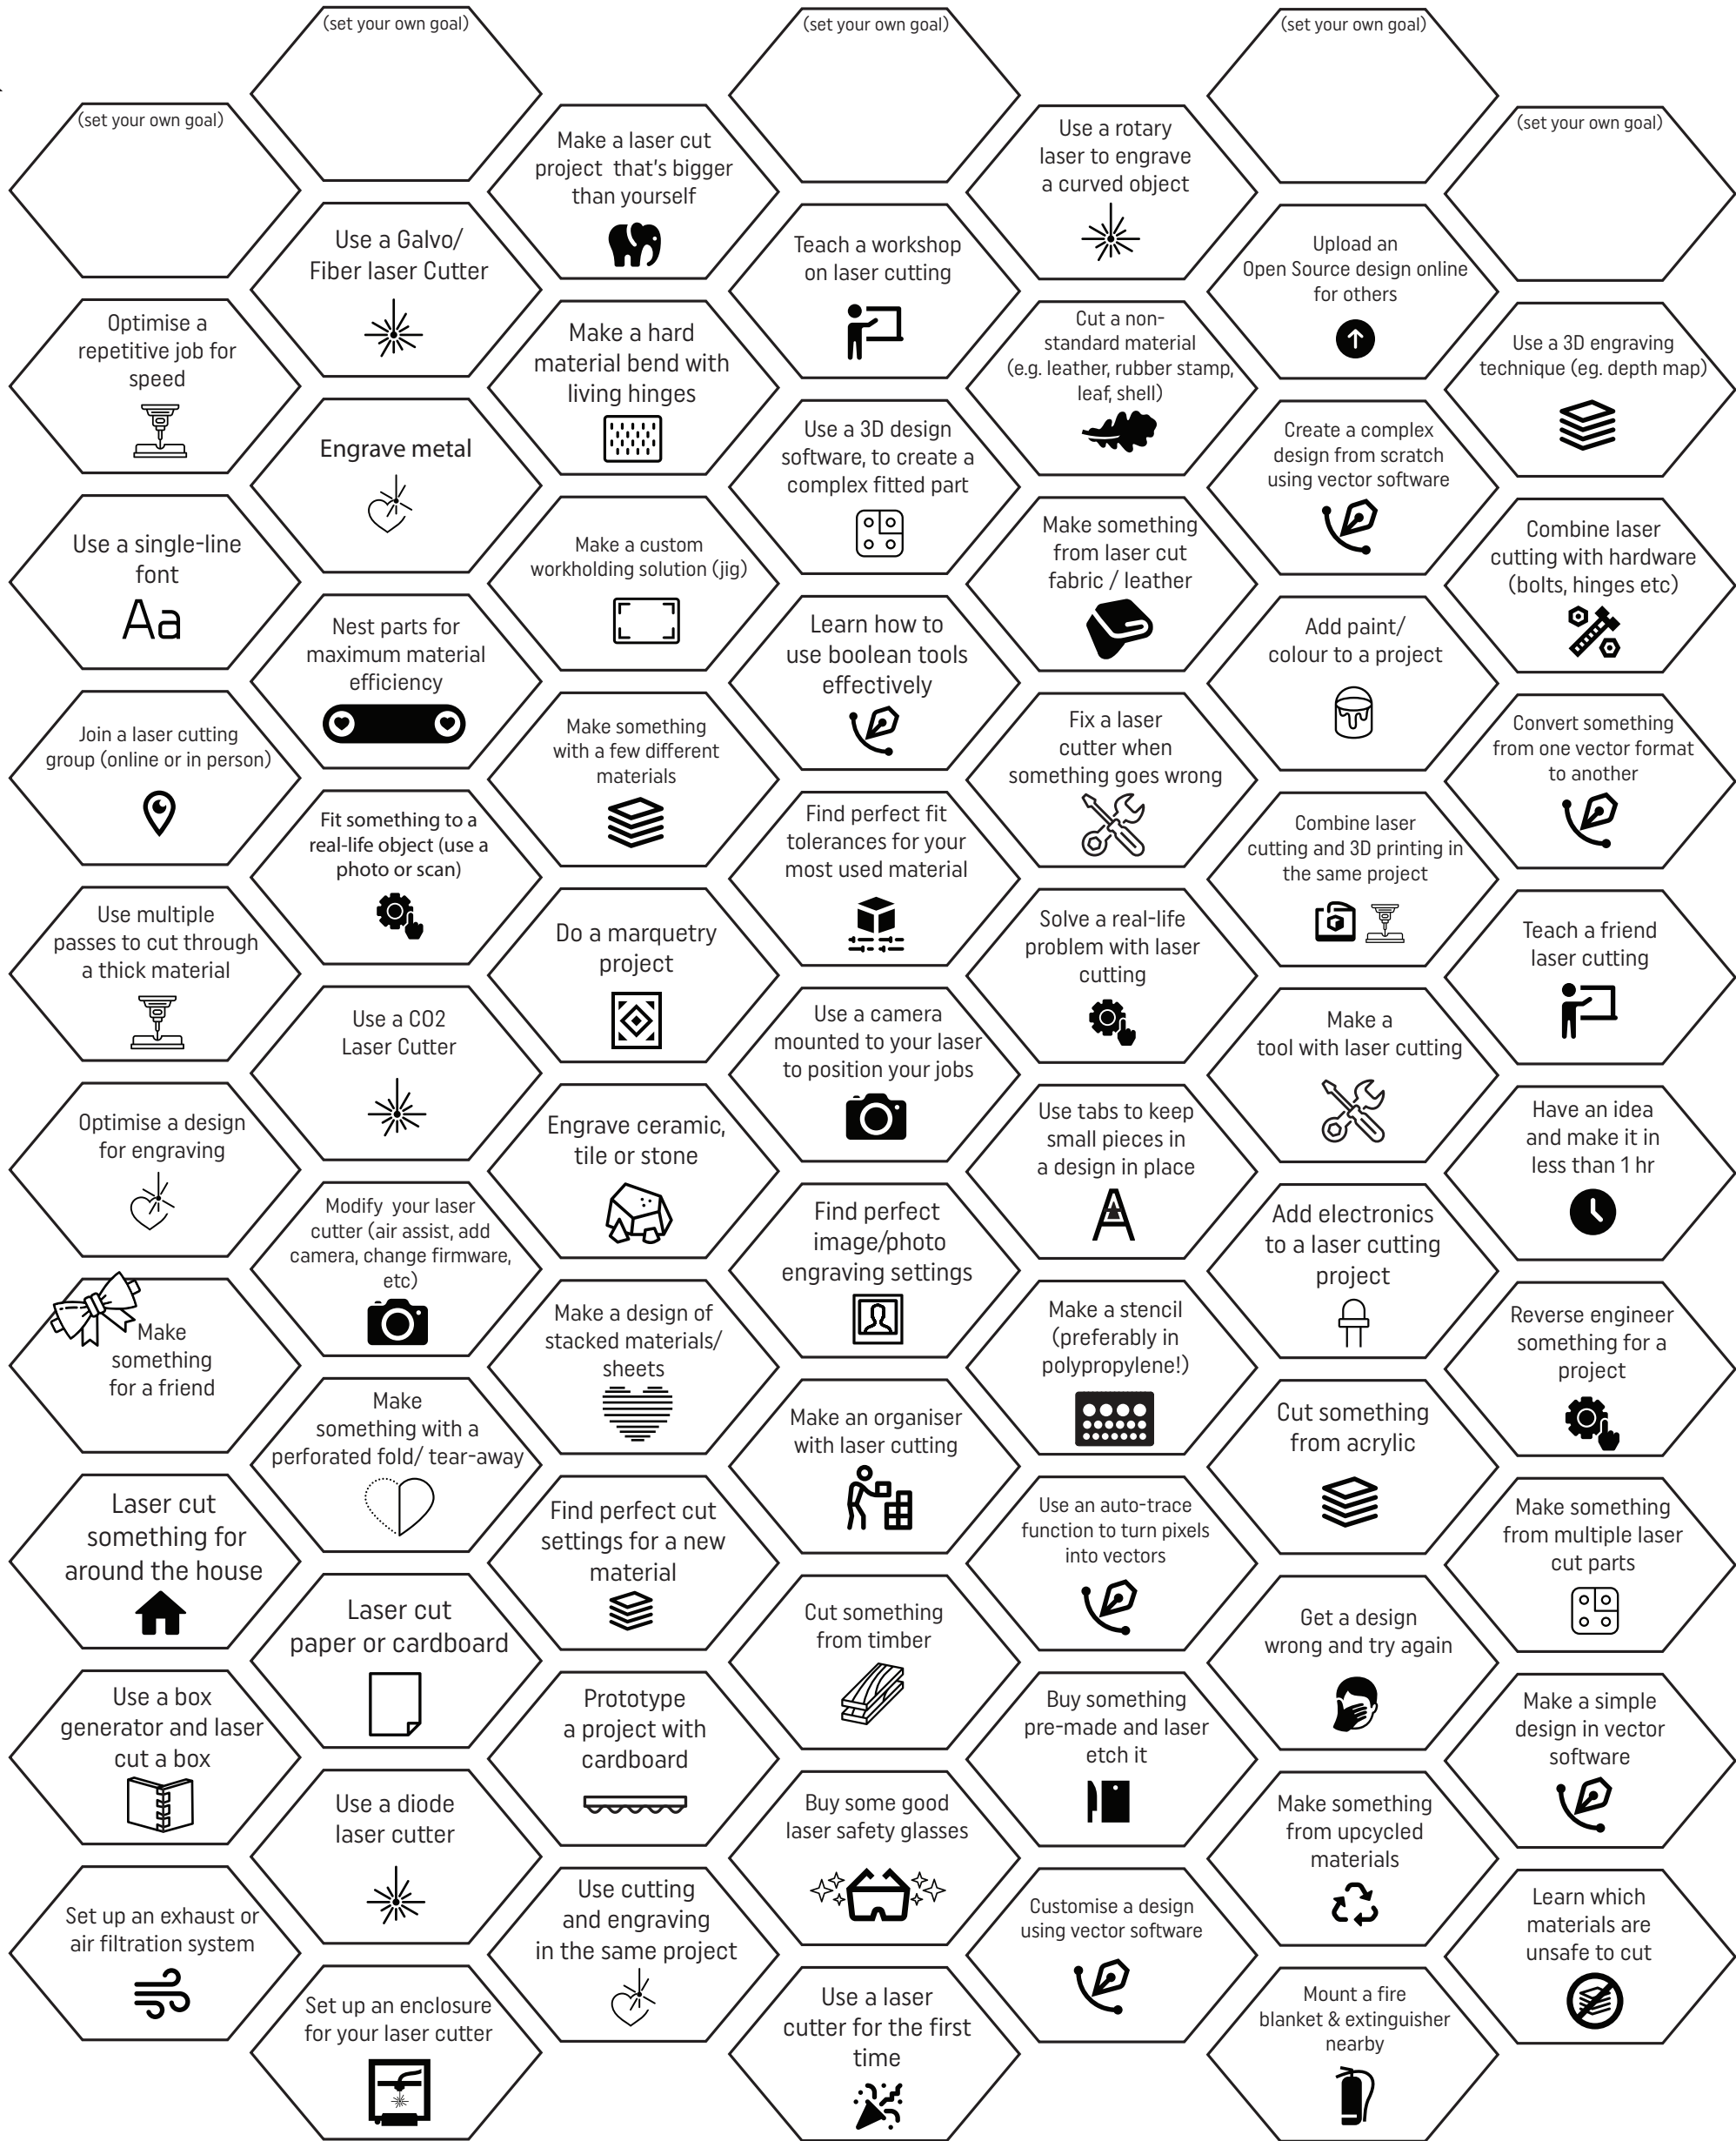 (set your own goal)
(set your own goal)
(set your own goal)
(set your own goal)
Make a laser cut
project that's bigger
than yourself
Use a rotary
laser to engrave
a curved object
(set your own goal)
Use a Galvo/
Fiber laser Cutter
Teach a workshop
on laser cutting
Upload an
Open Source design online
for others
Optimise a
repetitive job for
speed
Make a hard
material bend with
living hinges
Cut a non-
standard material
(e.g. leather, rubber stamp,
leaf, shell)
Use a 3D engraving
technique (eg. depth map)
Engrave metal
Use a 3D design
software, to create a
complex fitted part
Create a complex
design from scratch
using vector software
Use a single-line
font
Aa
Make a custom
workholding solution (jig)
Make something
from laser cut
fabric / leather
Combine laser
cutting with hardware
(bolts, hinges etc)
Nest parts for
maximum material
efficiency
Learn how to
use boolean tools
effectively
Add paint/
colour to a project
Join a laser cutting
group (online or in person)
Make something
with a few different
materials
Fix a laser
cutter when
something goes wrong
Convert something
from one vector format
to another
Fit something to a
real-life object (use a
photo or scan)
Find perfect fit
tolerances for your
most used material
Combine laser
cutting and 3D printing in
the same project
Use multiple
passes to cut through
a thick material
Do a marquetry
project
Solve a real-life
problem with laser
cutting
Teach a friend
laser cutting
Use a CO2
Laser Cutter
Use a camera
mounted to your laser
to position your jobs
Make a
tool with laser cutting
Optimise a design
for engraving
Engrave ceramic,
tile or stone
Use tabs to keep
small pieces in
a design in place
A
Have an idea
and make it in
less than 1 hr
Modify your laser
cutter (air assist, add
camera, change firmware,
etc)
Find perfect
image/photo
engraving settings
Add electronics
to a laser cutting
project
Make
something
for a friend
Make a design of
stacked materials/
sheets
Make a stencil
(preferably in
polypropylene!)
Reverse engineer
something for a
project
Make
something with a
perforated fold/ tear-away
Make an organiser
with laser cutting
Cut something
from acrylic
Laser cut
something for
around the house
Find perfect cut
settings for a new
material
Use an auto-trace
function to turn pixels
into vectors
Make something
from multiple laser
cut parts
Laser cut
paper or cardboard
Cut something
from timber
Get a design
wrong and try again
Use a box
generator and laser
cut a box
Prototype
a project with
cardboard
Buy something
pre-made and laser
etch it
Make a simple
design in vector
software
Use a diode
laser cutter
Buy some good
laser safety glasses
Make something
from upcycled
materials
Set up an exhaust or
air filtration system
Use cutting
and engraving
in the same project
Customise a design
using vector software
Learn which
materials are
unsafe to cut
Set up an enclosure
for your laser cutter
Use a laser
cutter for the first
time
Mount a fire
blanket & extinguisher
nearby